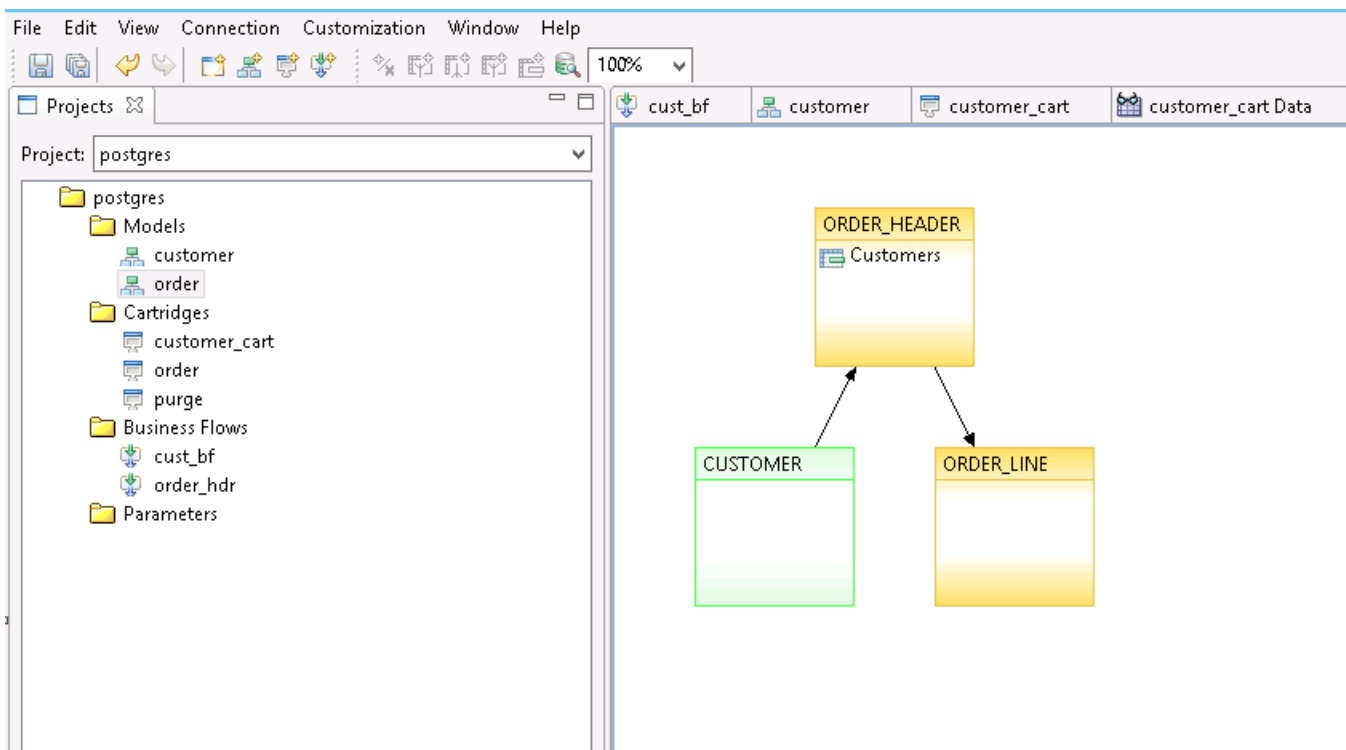 File Edit View Connection Customization Window Help
100%
Projects
Project: postgres
postgres
Models
customer
order
Cartridges
customer_cart
order
purge
Business Flows
cust_bf
order_hdr
Parameters
cust_bf customer customer_cart customer_cart Data
ORDER_HEADER
Customers
CUSTOMER
ORDER_LINE